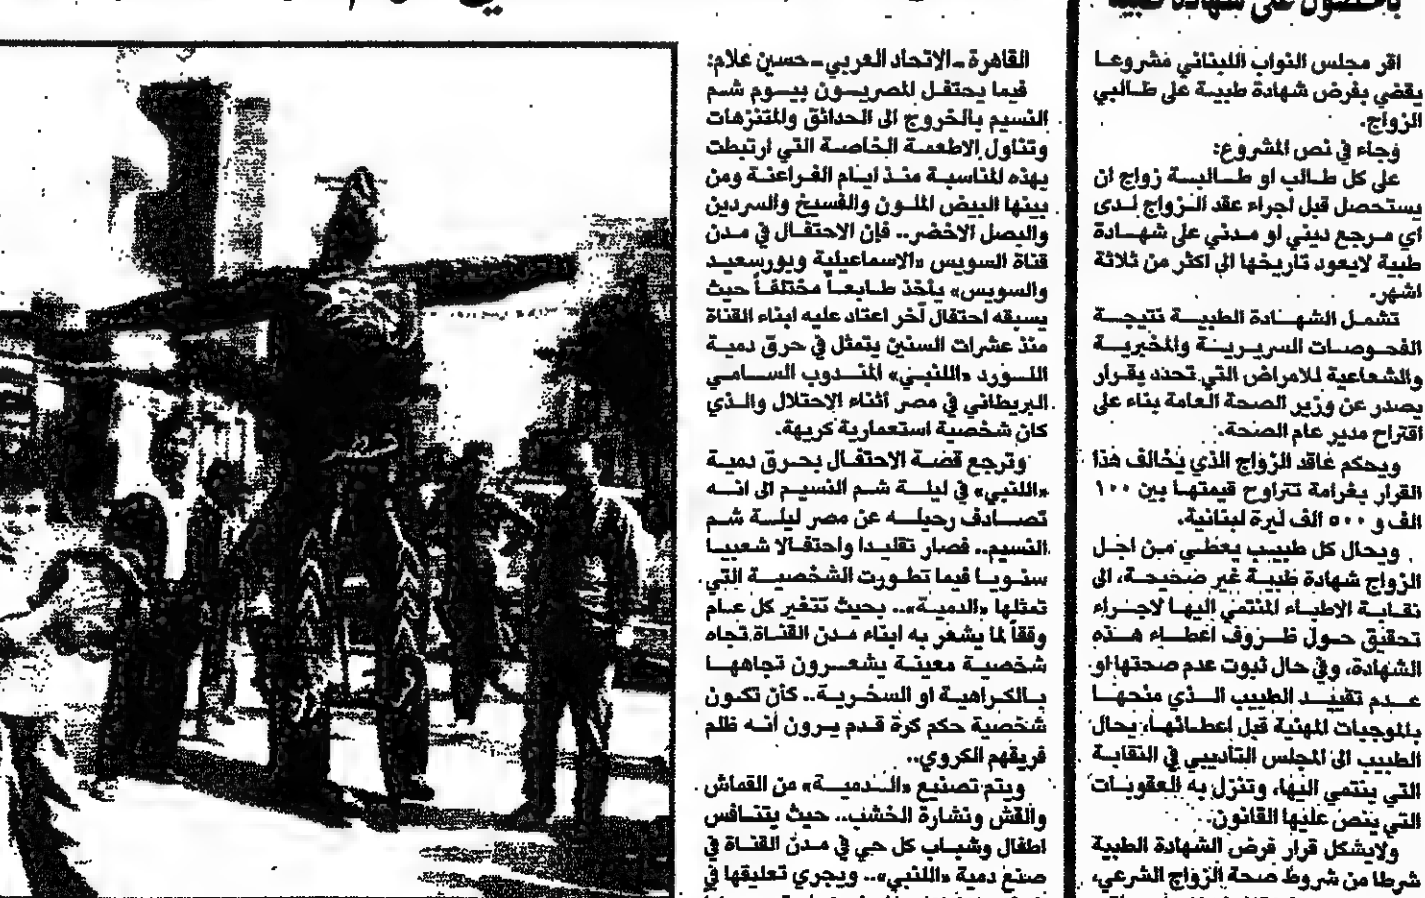 بالحصول على شهادة طبية
اقر مجلس النواب اللبناني مشروعا
يقضي بفرض شهادة طبية على طالبي
الزواج.
وجاء في نص المشروع:
على كل طالب او طالبة زواج ان
يستحصل قبل اجراء عقد الزواج لدى
اي مرجع ديني او مدني على شهادة
طبية لايعود تاريخها الى اكثر من ثلاثة
اشهر.
تشمل الشهادة الطبية نتيجة
الفحوصات السريرية والمخبرية
والشعاعية للامراض التي تحدد بقرار
يصدر عن وزير الصحة العامة بناء على
اقتراح مدير عام الصحة.
ويحكم عاقد الزواج الذي يخالف هذا
القرار بغرامة تتراوح قيمتها بين ١٠٠
الف و ٥٠٠ الف ليرة لبنانية.
ويحال كل طبيب يعطي من اجل
الزواج شهادة طبية غير صحيحة، الى
نقابة الاطباء المنتمي اليها لاجراء
تحقيق حول ظروف اعطاء هذه
الشهادة، وفي حال ثبوت عدم صحتها او
عدم تقيد الطبيب الذي منحها
بالموجبات المهنية قبل اعطائها، يحال
الطبيب الى المجلس التأديبي في النقابة
التي ينتمي اليها، وتنزل به العقوبات
التي ينص عليها القانون.
ولايشكل قرار فرض الشهادة الطبية
شرطا من شروط صحة الزواج الشرعي،
القاهرة ـ الاتحاد العربي ـ حسين علام:
فيما يحتفل المصريون بيوم شم
النسيم بالخروج الى الحدائق والمتنزهات
وتناول الاطعمة الخاصة التي ارتبطت
بهذه المناسبة منذ ايام الفراعنة ومن
بينها البيض الملون والفسيخ والسردين
والبصل الاخضر.. فإن الاحتفال في مدن
قناة السويس «الاسماعيلية وبورسعيد
والسويس» يأخذ طابعاً مختلفاً حيث
يسبقه احتفال آخر اعتاد عليه ابناء القناة
منذ عشرات السنين يتمثل في حرق دمية
اللورد «اللنبي» المندوب السامي
البريطاني في مصر أثناء الاحتلال والذي
كان شخصية استعمارية كريهة.
وترجع قصة الاحتفال بحرق دمية
«اللنبي» في ليلة شم النسيم الى انه
تصادف رحيله عن مصر ليلة شم
النسيم.. فصار تقليدا واحتفالا شعبيا
سنويا فيما تطورت الشخصية التي
تمثلها «الدمية».. بحيث تتغير كل عام
وفقاً لما يشعر به ابناء مدن القناة تجاه
شخصية معينة يشعرون تجاهها
بالكراهية او السخرية.. كأن تكون
شخصية حكم كرة قدم يرون أنه ظلم
فريقهم الكروي..
ويتم تصنيع «الدمية» من القماش
والقش ونشارة الخشب.. حيث يتنافس
اطفال وشباب كل حي في مدن القناة في
صنع دمية «اللنبي».. ويجري تعليقها في